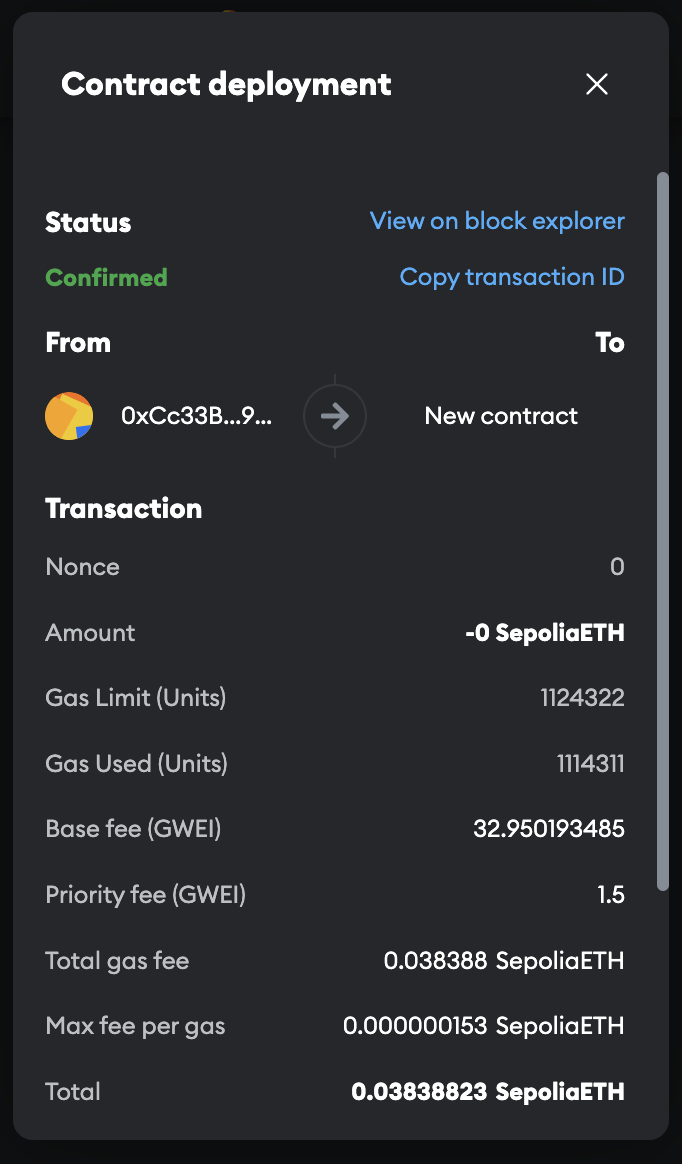 Contract deployment
Status
View on block explorer
Confirmed
Copy transaction ID
From
To
0xCc33B...9...
New contract
Transaction
Nonce 0
Amount -0 SepoliaETH
Gas Limit (Units) 1124322
Gas Used (Units) 1114311
Base fee (GWEI) 32.950193485
Priority fee (GWEI) 1.5
Total gas fee 0.038388 SepoliaETH
Max fee per gas 0.000000153 SepoliaETH
Total 0.03838823 SepoliaETH